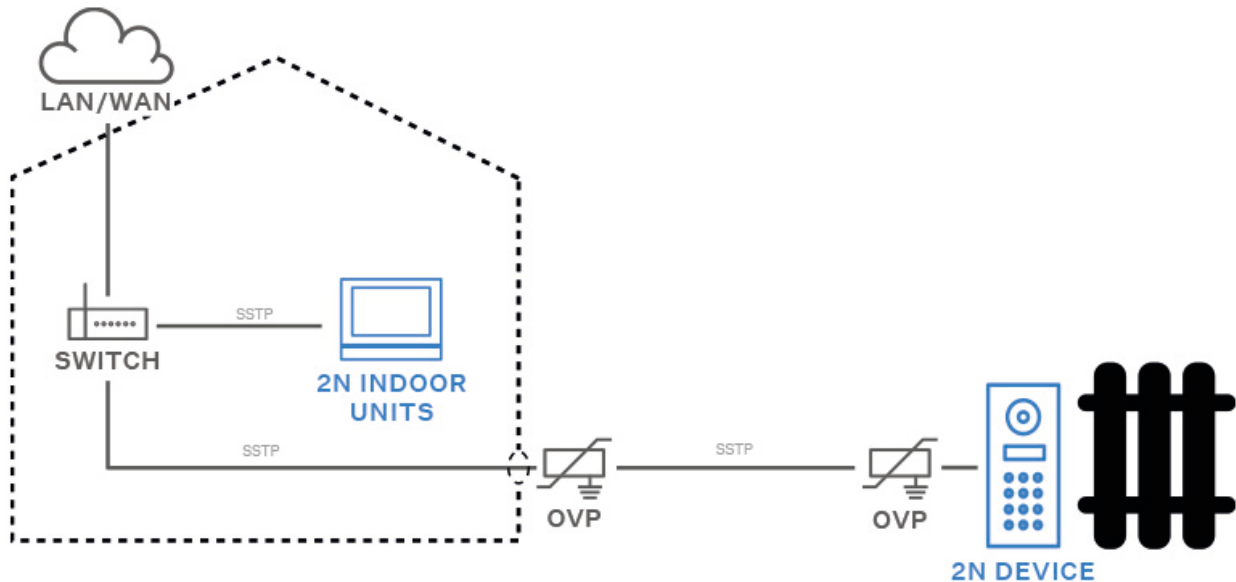 LAN/WAN
SSTP
SWITCH
2N INDOOR
UNITS
SSTP
SSTP
OVP
OVP
2N DEVICE